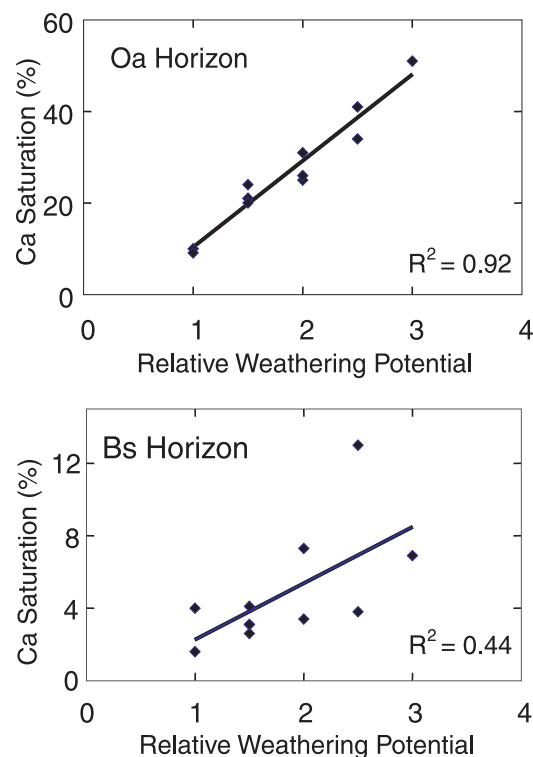 60
Oa Horizon
40
Ca Saturation (%)
20
R² = 0.92
0
0 1 2 3 4
Relative Weathering Potential
Bs Horizon
12
Ca Saturation (%)
8
4
R² = 0.44
0
0 1 2 3 4
Relative Weathering Potential